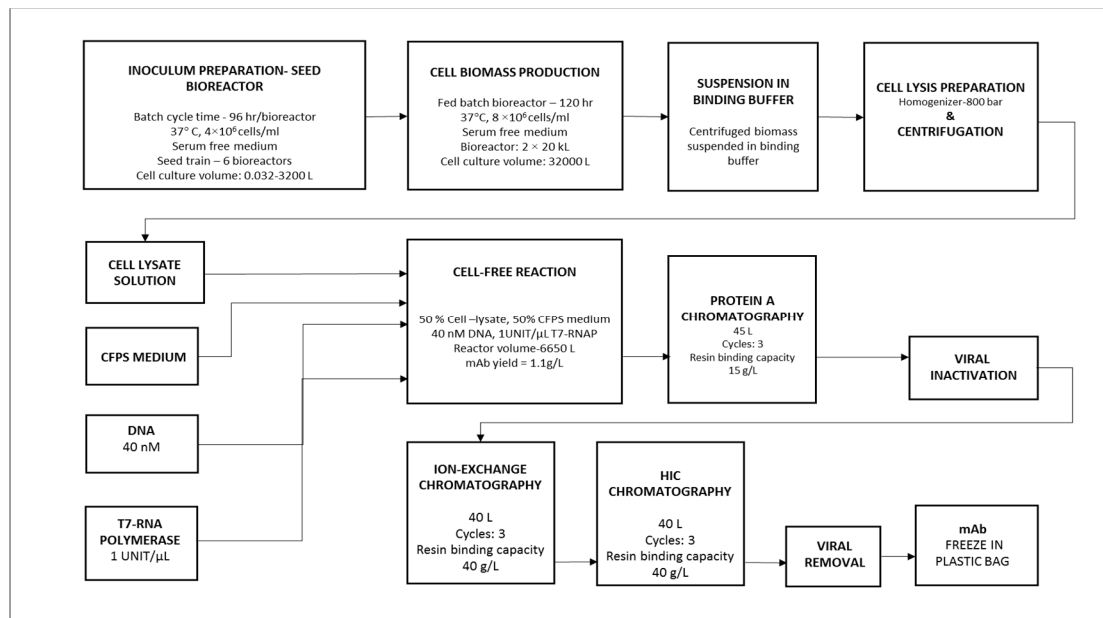 INOCULUM PREPARATION- SEED
BIOREACTOR
Batch cycle time - 96 hr/bioreactor
37° C, 4×10⁶cells/ml
Serum free medium
Seed train – 6 bioreactors
Cell culture volume: 0.032-3200 L
CELL BIOMASS PRODUCTION
Fed batch bioreactor – 120 hr
37°C, 8 ×10⁶cells/ml
Serum free medium
Bioreactor: 2 × 20 kL
Cell culture volume: 32000 L
SUSPENSION IN
BINDING BUFFER
Centrifuged biomass
suspended in binding
buffer
CELL LYSIS PREPARATION
Homogenizer-800 bar
&
CENTRIFUGATION
CELL LYSATE
SOLUTION
CFPS MEDIUM
DNA
40 nM
T7-RNA
POLYMERASE
1 UNIT/µL
CELL-FREE REACTION
50 % Cell –lysate, 50% CFPS medium
40 nM DNA, 1UNIT/µL T7-RNAP
Reactor volume-6650 L
mAb yield = 1.1g/L
PROTEIN A
CHROMATOGRAPHY
45 L
Cycles: 3
Resin binding capacity
15 g/L
VIRAL
INACTIVATION
ION-EXCHANGE
CHROMATOGRAPHY
40 L
Cycles: 3
Resin binding capacity
40 g/L
HIC
CHROMATOGRAPHY
40 L
Cycles: 3
Resin binding capacity
40 g/L
VIRAL
REMOVAL
mAb
FREEZE IN
PLASTIC BAG